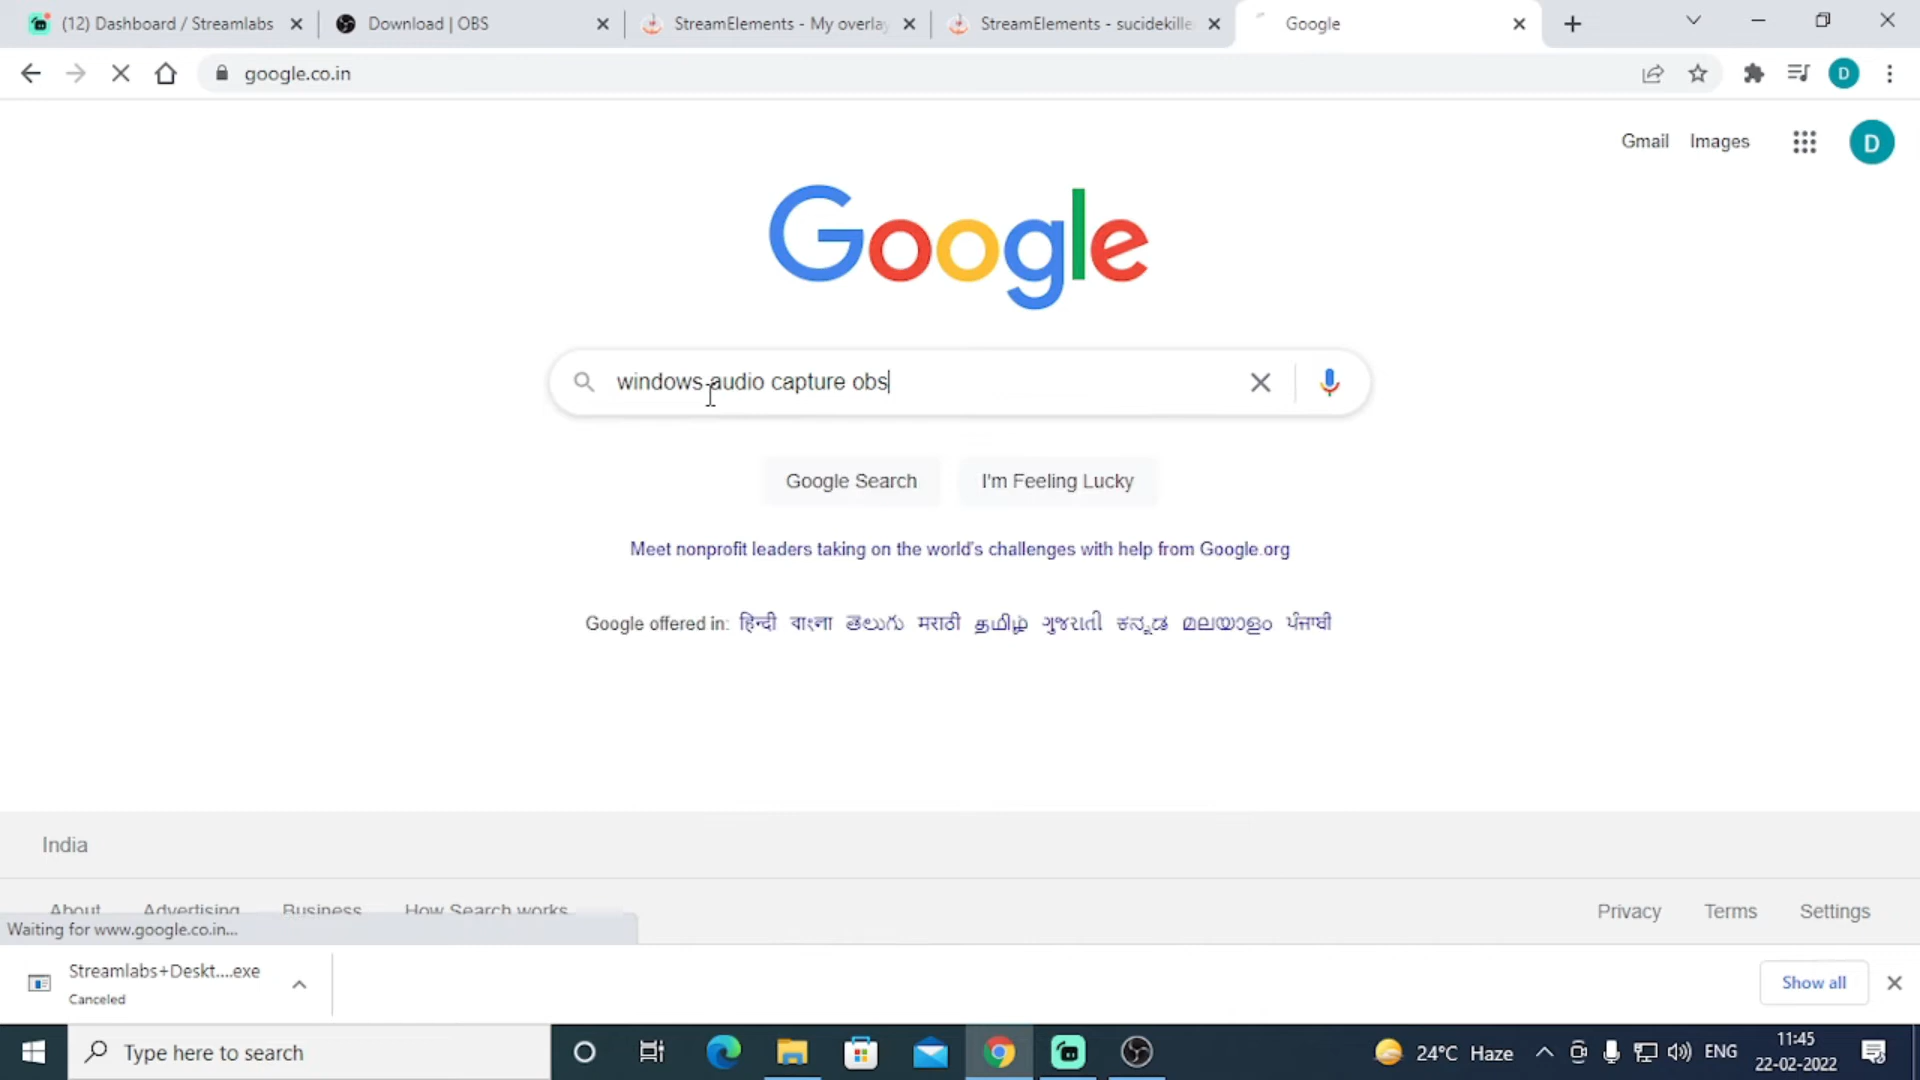 (12) Dashboard / Streamlabs
Download | OBS
StreamElements - My overlay
StreamElements - sucidekille
Google
google.co.in
D
Gmail Images
D
Google
windows audio capture obs
Google Search
I'm Feeling Lucky
Meet nonprofit leaders taking on the world's challenges with help from Google.org
Google offered in: हिन्दी বাংলা తెలుగు मराठी தமிழ் ગુજરાતી ಕನ್ನಡ മലയാളം ਪੰਜਾਬੀ
India
About Advertising Business How Search works
Privacy Terms Settings
Waiting for www.google.co.in...
Streamlabs+Deskt....exe
Canceled
Show all
Type here to search
24°C Haze
ENG
11:45
22-02-2022